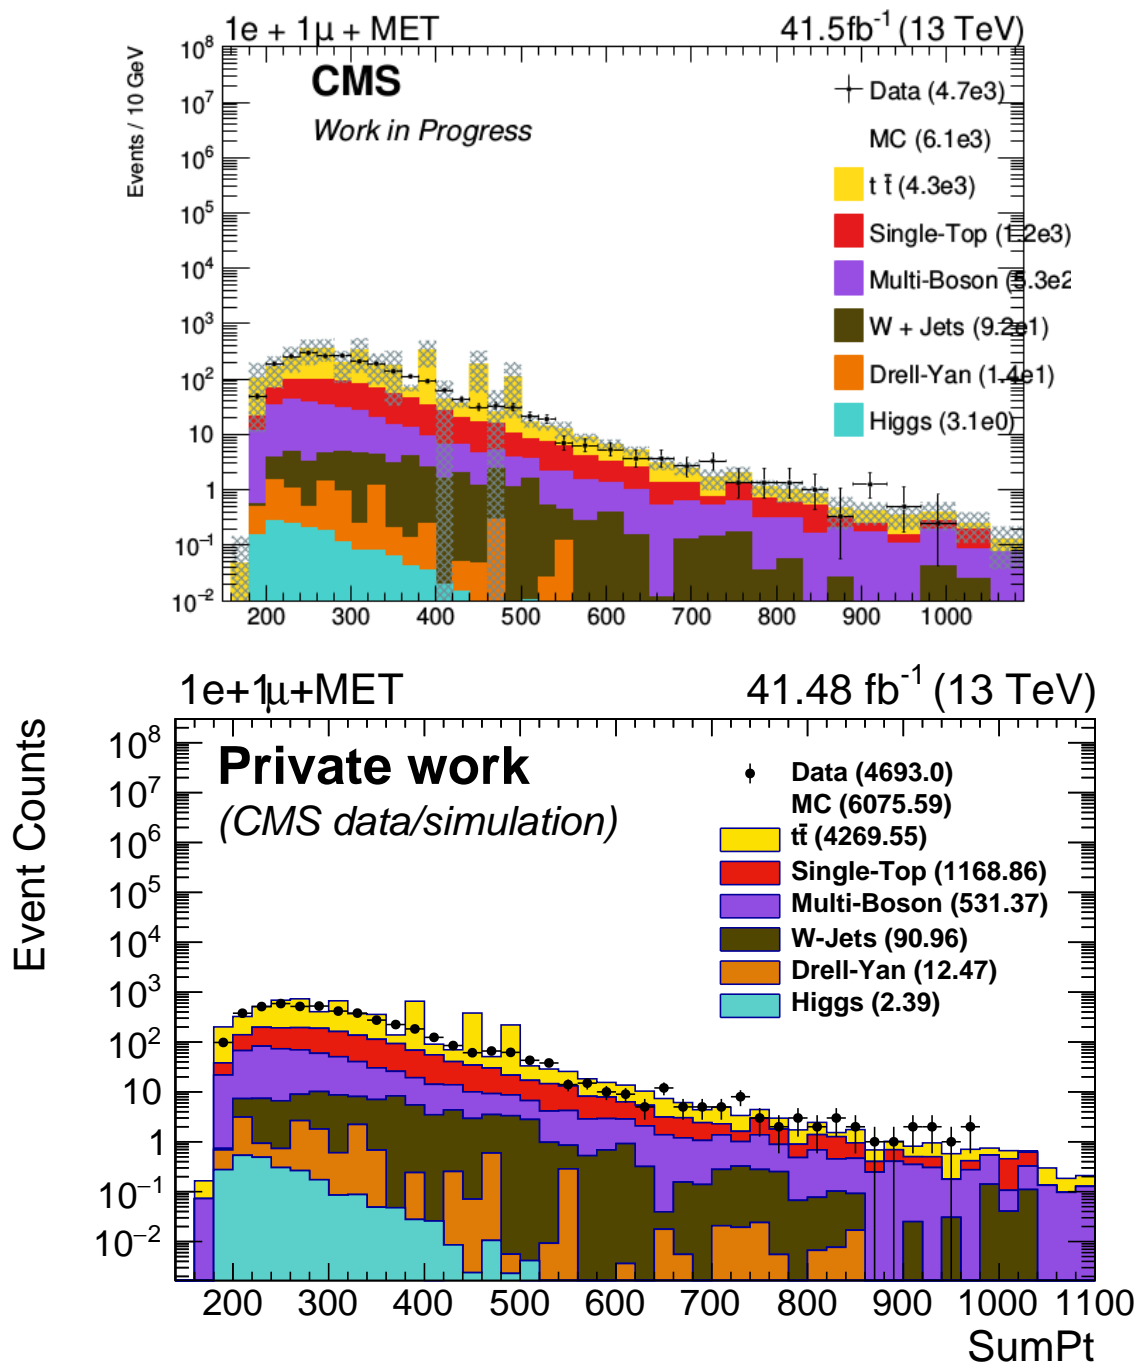 1e + 1μ + MET 41.5fb⁻¹ (13 TeV)
Events / 10 GeV
CMS
Work in Progress
Data (4.7e3)
MC (6.1e3)
t t̄ (4.3e3)
Single-Top (1.2e3)
Multi-Boson (5.3e2
W + Jets (9.2e1)
Drell-Yan (1.4e1)
Higgs (3.1e0)
10⁸
10⁷
10⁶
10⁵
10⁴
10³
10²
10
1
10⁻¹
10⁻²
200 300 400 500 600 700 800 900 1000
1e+1μ+MET 41.48 fb⁻¹ (13 TeV)
Event Counts
Private work
(CMS data/simulation)
Data (4693.0)
MC (6075.59)
tt̄ (4269.55)
Single-Top (1168.86)
Multi-Boson (531.37)
W-Jets (90.96)
Drell-Yan (12.47)
Higgs (2.39)
10⁸
10⁷
10⁶
10⁵
10⁴
10³
10²
10
1
10⁻¹
10⁻²
200 300 400 500 600 700 800 900 1000 1100
SumPt